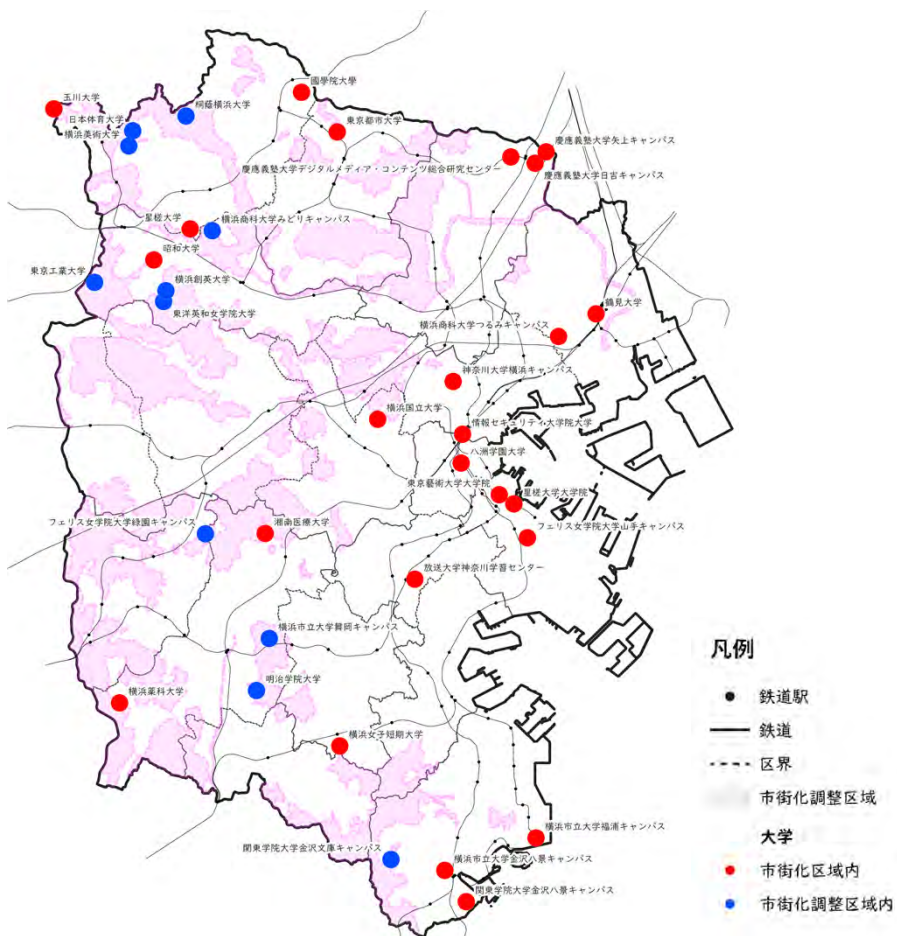 國學院大學
玉川大学
桐蔭横浜大学
日本体育大学
東京都市大学
横浜美術大学
慶應義塾大学矢上キャンパス
慶應義塾大学デジタルメディア・コンテンツ総合研究センター
慶應義塾大学日吉キャンパス
星槎大学
横浜商科大学みどりキャンパス
昭和大学
東京工業大学
横浜創英大学
東洋英和女学院大学
鶴見大学
横浜商科大学つるみキャンパス
神奈川大学横浜キャンパス
横浜国立大学
情報セキュリティ大学院大学
八洲学園大学
東京藝術大学大学院
星槎大学大学院
フェリス女学院大学緑園キャンパス
湘南医療大学
フェリス女学院大学山手キャンパス
放送大学神奈川学習センター
横浜市立大学舞岡キャンパス
明治学院大学
横浜薬科大学
横浜女子短期大学
横浜市立大学福浦キャンパス
関東学院大学金沢文庫キャンパス
横浜市立大学金沢八景キャンパス
関東学院大学金沢八景キャンパス
凡例
鉄道駅
鉄道
区界
市街化調整区域
大学
市街化区域内
市街化調整区域内